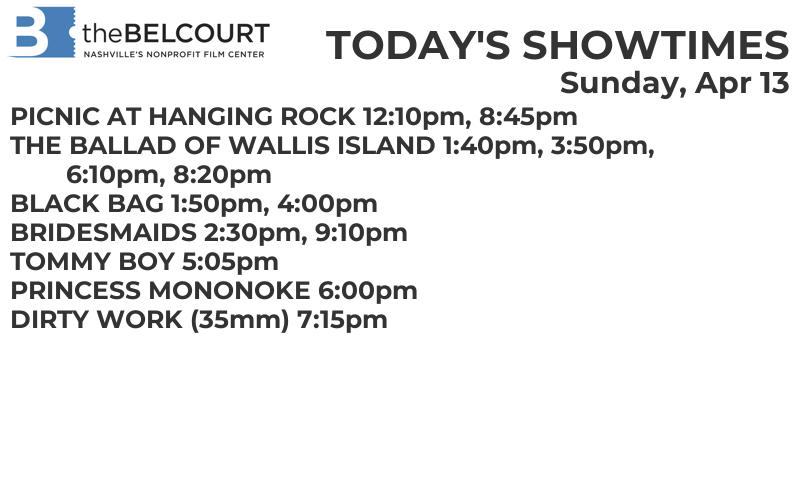 B theBELCOURT
NASHVILLE'S NONPROFIT FILM CENTER
TODAY'S SHOWTIMES
Sunday, Apr 13
PICNIC AT HANGING ROCK 12:10pm, 8:45pm
THE BALLAD OF WALLIS ISLAND 1:40pm, 3:50pm,
6:10pm, 8:20pm
BLACK BAG 1:50pm, 4:00pm
BRIDESMAIDS 2:30pm, 9:10pm
TOMMY BOY 5:05pm
PRINCESS MONONOKE 6:00pm
DIRTY WORK (35mm) 7:15pm